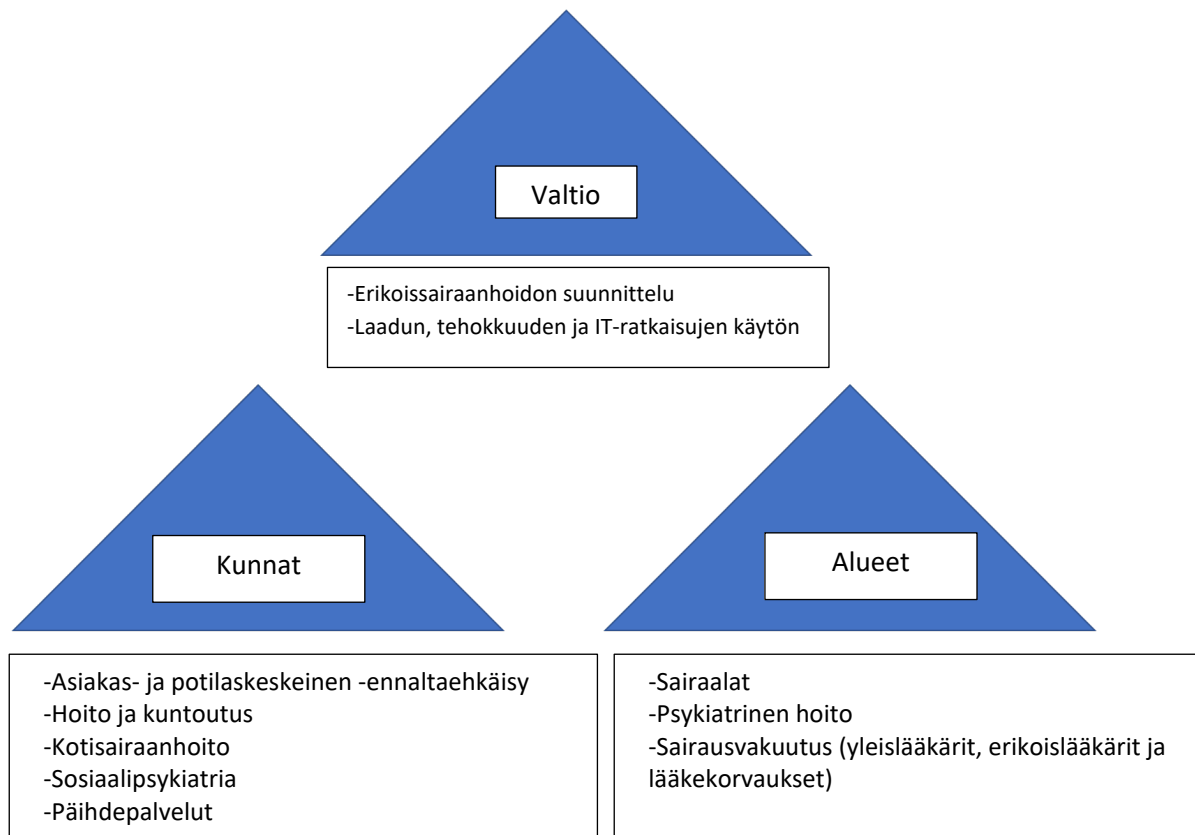 Valtio
-Erikoissairaanhoidon suunnittelu
-Laadun, tehokkuuden ja IT-ratkaisujen käytön
Kunnat
-Asiakas- ja potilaskeskeinen -ennaltaehkäisy
-Hoito ja kuntoutus
-Kotisairaanhoito
-Sosiaalipsykiatria
-Päihdepalvelut
Alueet
-Sairaalat
-Psykiatrinen hoito
-Sairausvakuutus (yleislääkärit, erikoislääkärit ja
lääkekorvaukset)